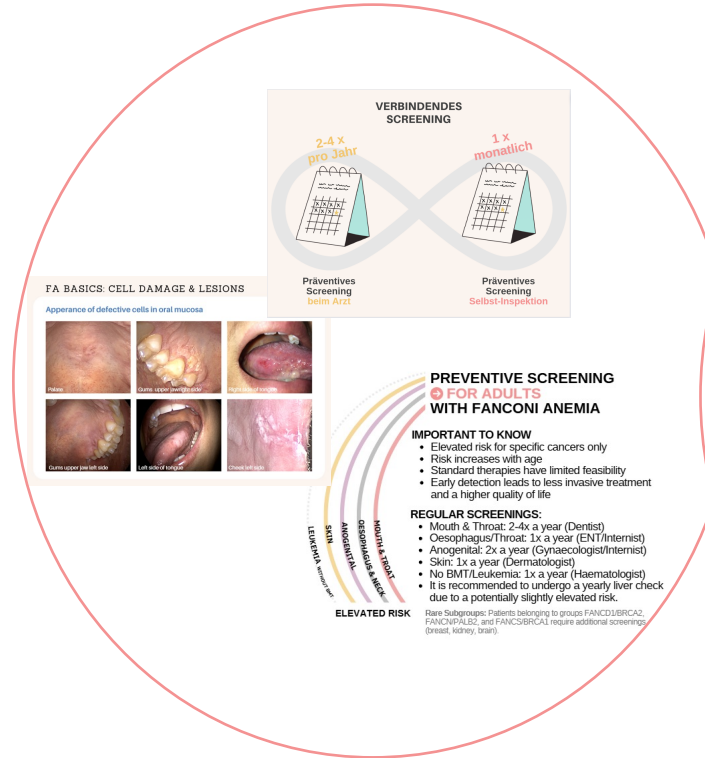 VERBINDENDES
SCREENING
2-4 x
pro Jahr
1 x
monatlich
Präventives
Screening
beim Arzt
Präventives
Screening
Selbst-Inspektion
FA BASICS: CELL DAMAGE & LESIONS
Apperance of defective cells in oral mucosa
Palate
Gums upper jaw right side
Right side of tongue
Gums upper jaw left side
Left side of tongue
Cheek left side
PREVENTIVE SCREENING
FOR ADULTS
WITH FANCONI ANEMIA
IMPORTANT TO KNOW
• Elevated risk for specific cancers only
• Risk increases with age
• Standard therapies have limited feasibility
• Early detection leads to less invasive treatment
and a higher quality of life
REGULAR SCREENINGS:
• Mouth & Throat: 2-4x a year (Dentist)
• Oesophagus/Throat: 1x a year (ENT/Internist)
• Anogenital: 2x a year (Gynaecologist/Internist)
• Skin: 1x a year (Dermatologist)
• No BMT/Leukemia: 1x a year (Haematologist)
• It is recommended to undergo a yearly liver check
due to a potentially slightly elevated risk.
Rare Subgroups: Patients belonging to groups FANCD1/BRCA2,
FANCN/PALB2, and FANCS/BRCA1 require additional screenings
(breast, kidney, brain).
LEUKEMIA WITHOUT BMT
SKIN
ANOGENITAL
OESOPHAGUS & NECK
MOUTH & TROAT
ELEVATED RISK